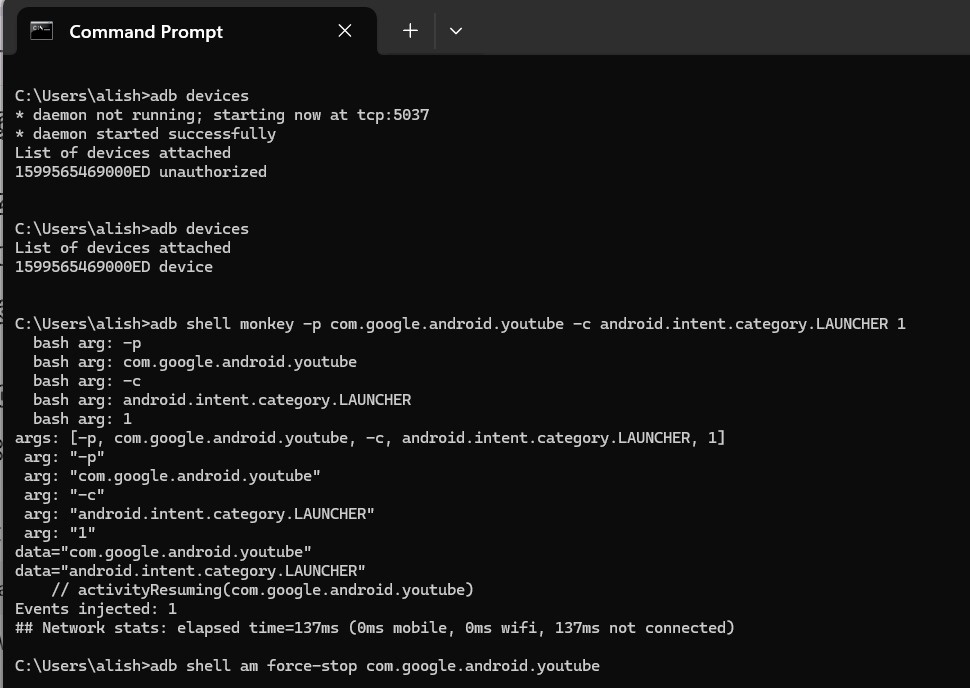 Command Prompt
C:\Users\alish>adb devices
* daemon not running; starting now at tcp:5037
* daemon started successfully
List of devices attached
1599565469000ED unauthorized
C:\Users\alish>adb devices
List of devices attached
1599565469000ED device
C:\Users\alish>adb shell monkey -p com.google.android.youtube -c android.intent.category.LAUNCHER 1
  bash arg: -p
  bash arg: com.google.android.youtube
  bash arg: -c
  bash arg: android.intent.category.LAUNCHER
  bash arg: 1
args: [-p, com.google.android.youtube, -c, android.intent.category.LAUNCHER, 1]
 arg: "-p"
 arg: "com.google.android.youtube"
 arg: "-c"
 arg: "android.intent.category.LAUNCHER"
 arg: "1"
data="com.google.android.youtube"
data="android.intent.category.LAUNCHER"
    // activityResuming(com.google.android.youtube)
Events injected: 1
## Network stats: elapsed time=137ms (0ms mobile, 0ms wifi, 137ms not connected)
C:\Users\alish>adb shell am force-stop com.google.android.youtube